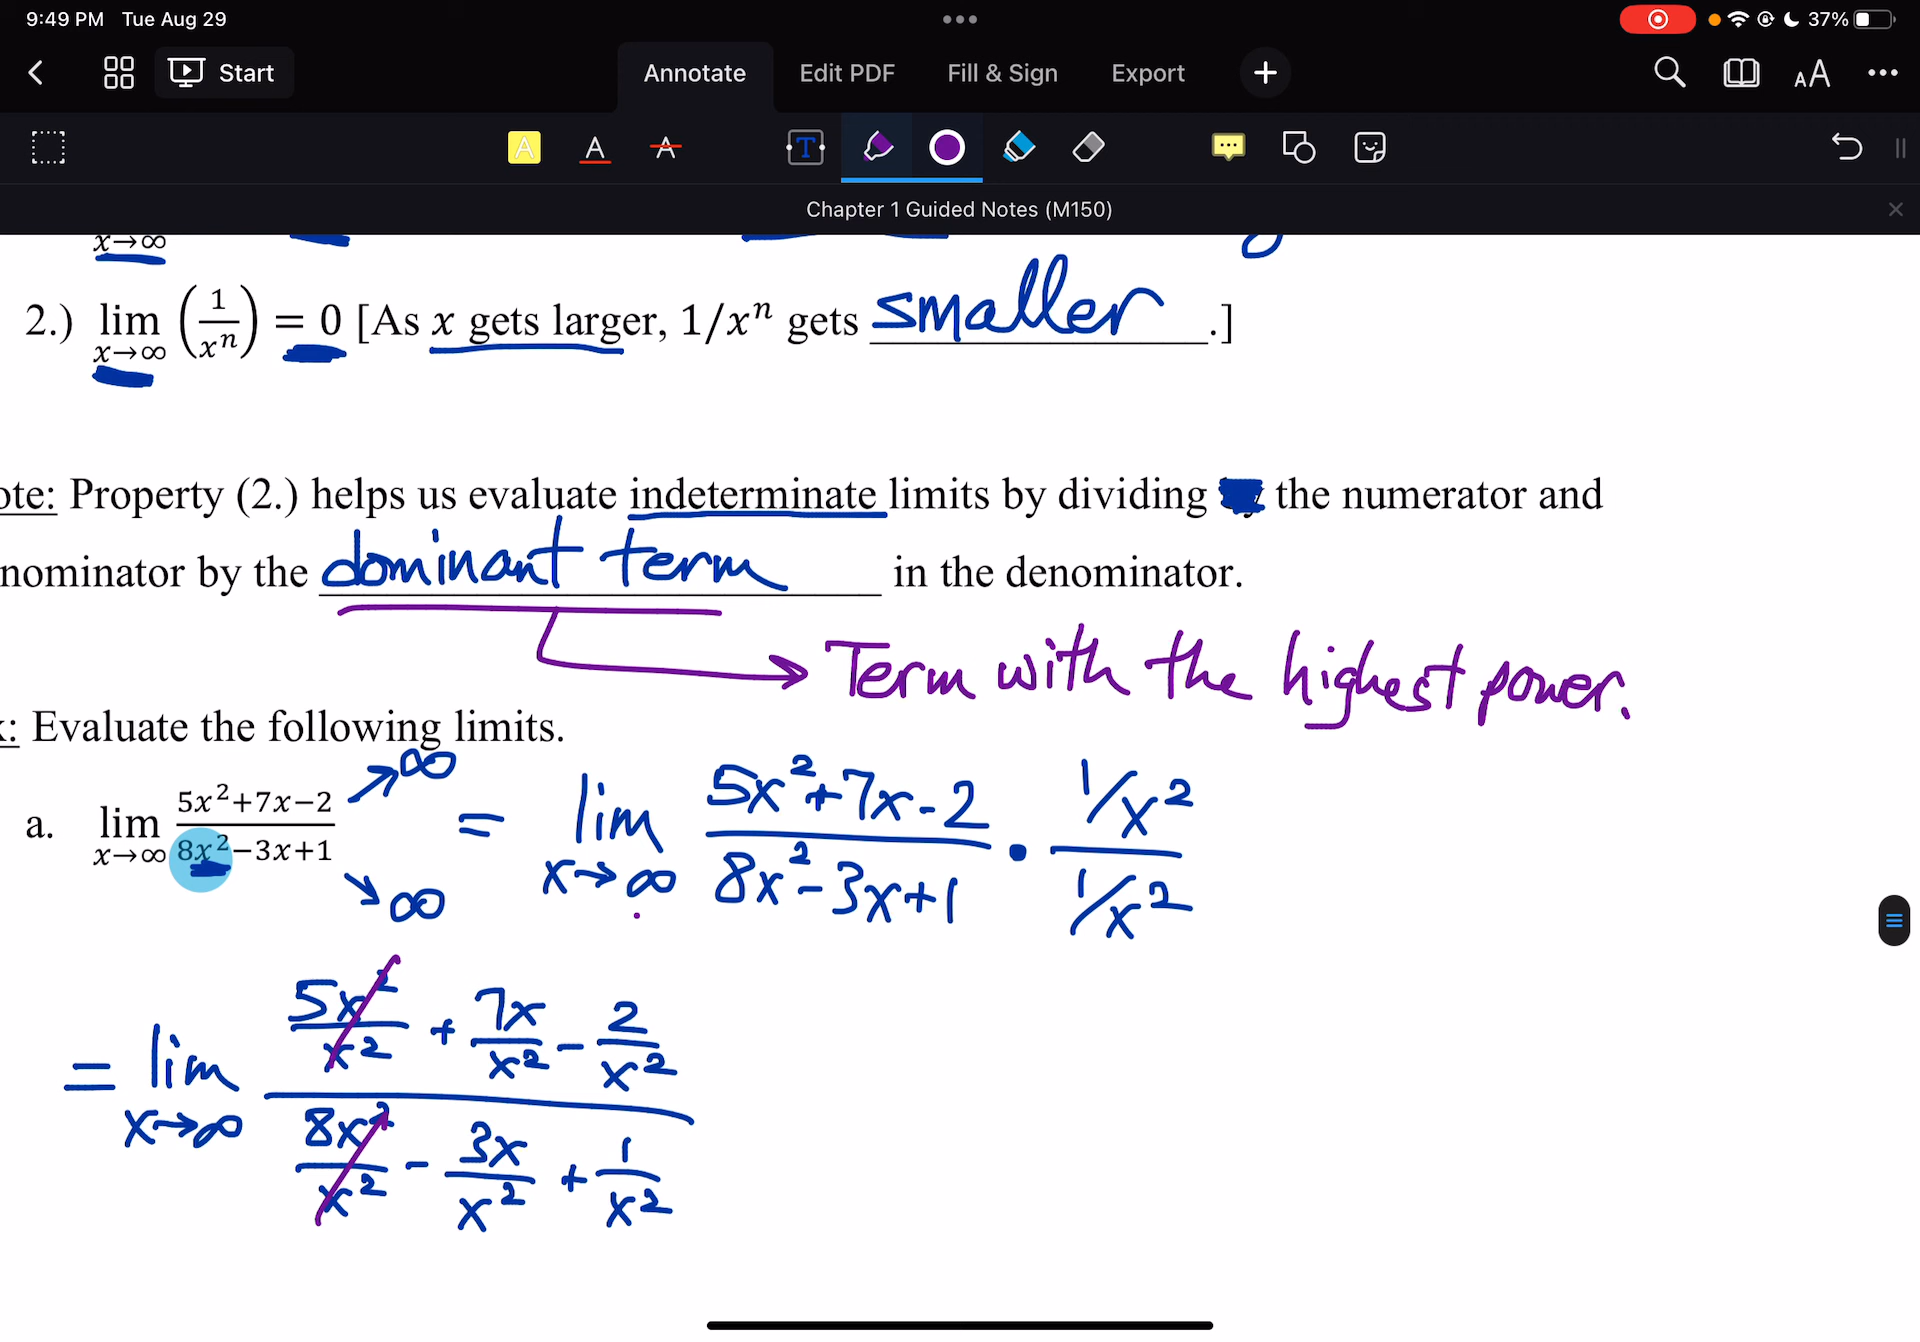 9:49 PM Tue Aug 29
37%
Start
Annotate
Edit PDF
Fill & Sign
Export
Chapter 1 Guided Notes (M150)
x→∞
2.) lim x→∞ (1/xⁿ) = 0 [As x gets larger, 1/xⁿ gets smaller.]
ote: Property (2.) helps us evaluate indeterminate limits by dividing the numerator and
nominator by the dominant term in the denominator.
Term with the highest power.
: Evaluate the following limits.
a. lim x→∞ (5x²+7x−2)/(8x²−3x+1) ↗∞ ↘∞ = lim x→∞ (5x²+7x-2)/(8x²-3x+1) · (1/x²)/(1/x²)
= lim x→∞ (5x²/x² + 7x/x² - 2/x²)/(8x²/x² - 3x/x² + 1/x²)